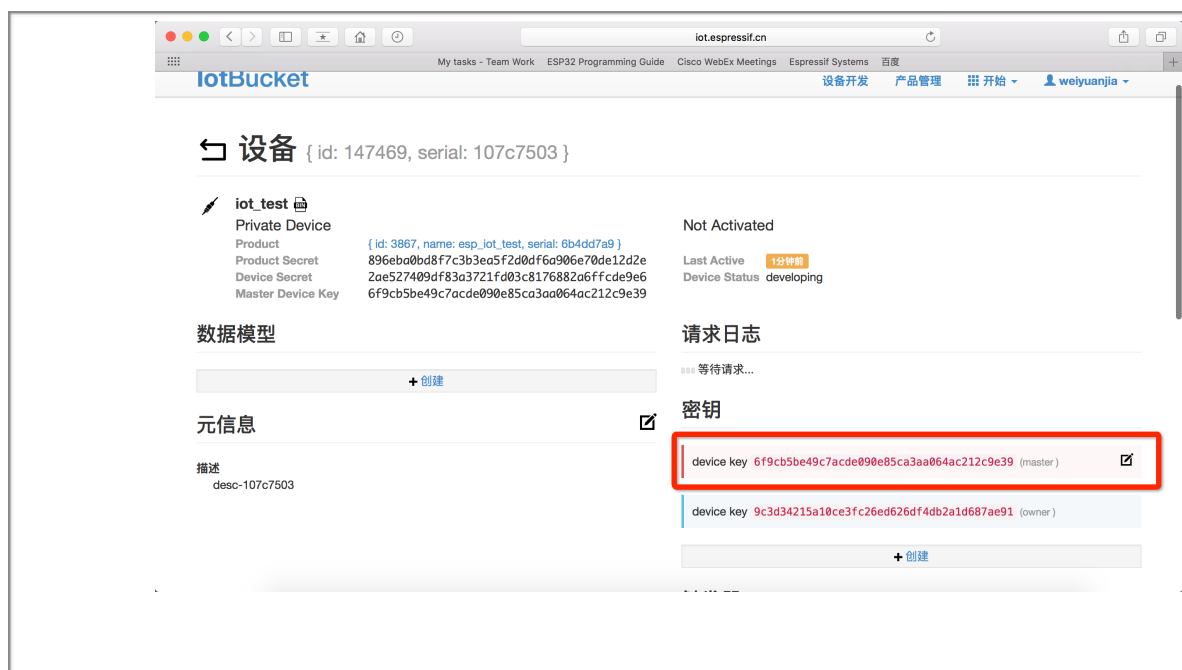 iot.espressif.cn
My tasks - Team Work ESP32 Programming Guide Cisco WebEx Meetings Espressif Systems 百度
IotBucket
设备开发 产品管理 开始 weiyuanjia
设备 { id: 147469, serial: 107c7503 }
iot_test BIN
Private Device
Product { id: 3867, name: esp_iot_test, serial: 6b4dd7a9 }
Product Secret 896eba0bd8f7c3b3ea5f2d0df6a906e70de12d2e
Device Secret 2ae527409df83a3721fd03c8176882a6ffcde9e6
Master Device Key 6f9cb5be49c7acde090e85ca3aa064ac212c9e39
Not Activated
Last Active 1分钟前
Device Status developing
数据模型
创建
元信息
描述
desc-107c7503
请求日志
等待请求...
密钥
device key 6f9cb5be49c7acde090e85ca3aa064ac212c9e39 (master )
device key 9c3d34215a10ce3fc26ed626df4db2a1d687ae91 (owner )
创建